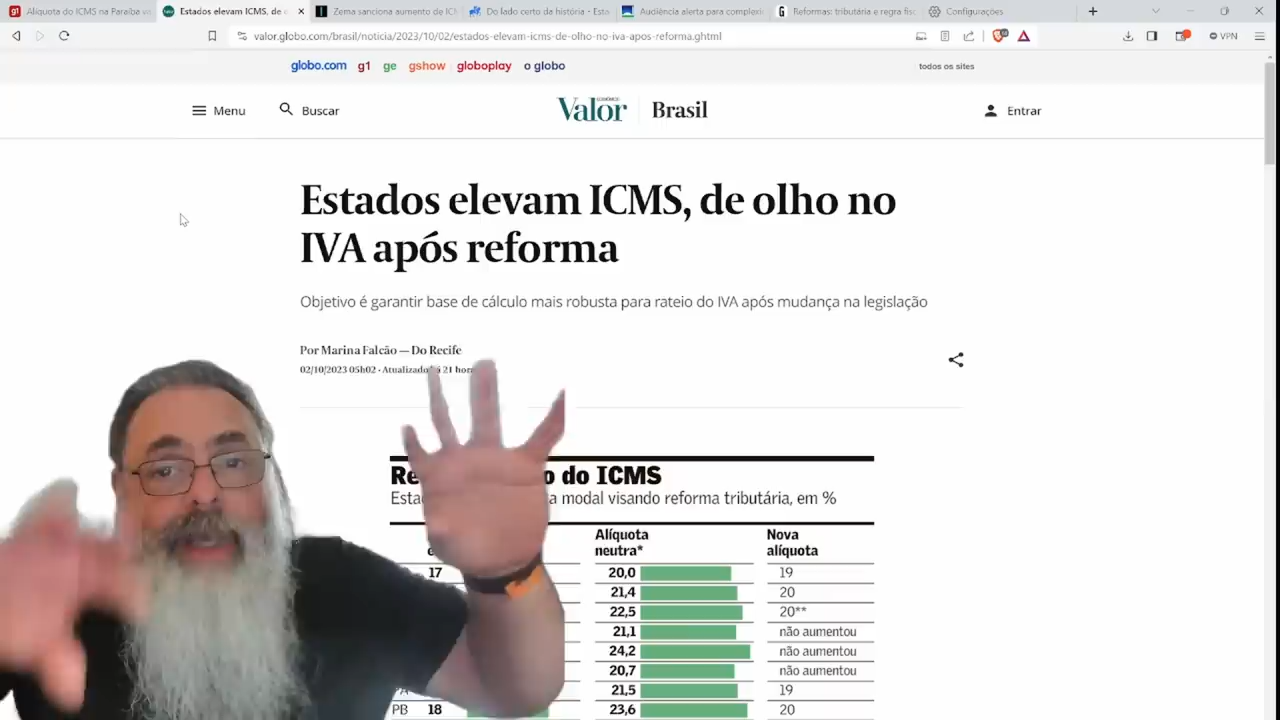 Alíquota do ICMS na Paraíba vo
Estados elevam ICMS, de o
Zema sanciona aumento de ICM
Do lado certo da história - Esta
Audiência alerta para complexi
Reformas: tributária e regra fisc
Configurações
valor.globo.com/brasil/noticia/2023/10/02/estados-elevam-icms-de-olho-no-iva-apos-reforma.ghtml
VPN
globo.com g1 ge gshow globoplay o globo todos os sites
Menu Buscar Valor ECONÔMICO Brasil Entrar
Estados elevam ICMS, de olho no
IVA após reforma
Objetivo é garantir base de cálculo mais robusta para rateio do IVA após mudança na legislação
Por Marina Falcão — Do Recife
02/10/2023 05h02 · Atualizado 21
do ICMS
a modal visando reforma tributária, em %
Alíquota Nova
neutra* alíquota
17 20,0 19
21,4 20
22,5 20**
21,1 não aumentou
24,2 não aumentou
20,7 não aumentou
21,5 19
PB 18 23,6 20